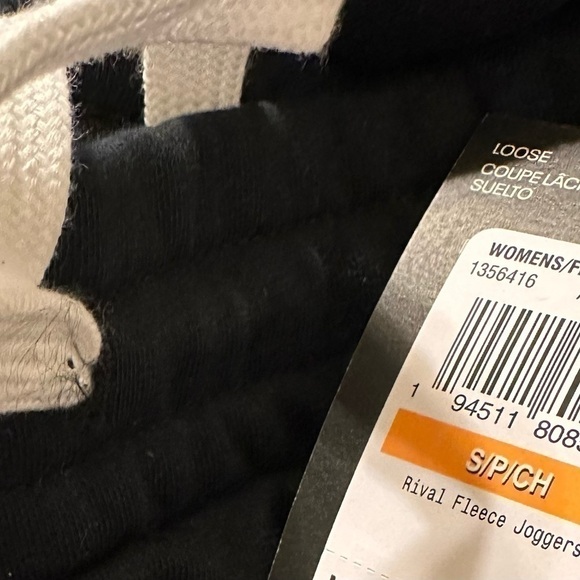 LOOSE
COUPE LÂC
SUELTO
WOMENS/F
1356416
1 94511 808
S/P/CH
Rival Fleece Joggers